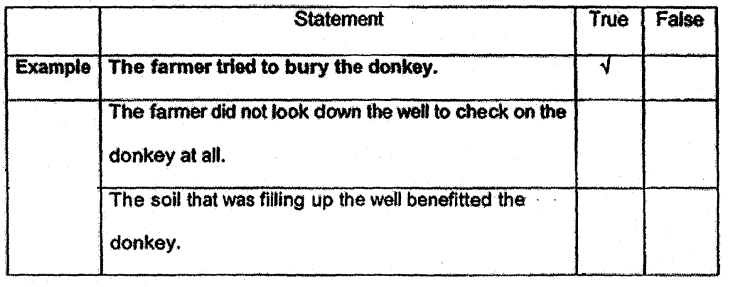 Statement True False
Example The farmer tried to bury the donkey. √
The farmer did not look down the well to check on the
donkey at all.
The soil that was filling up the well benefitted the
donkey.